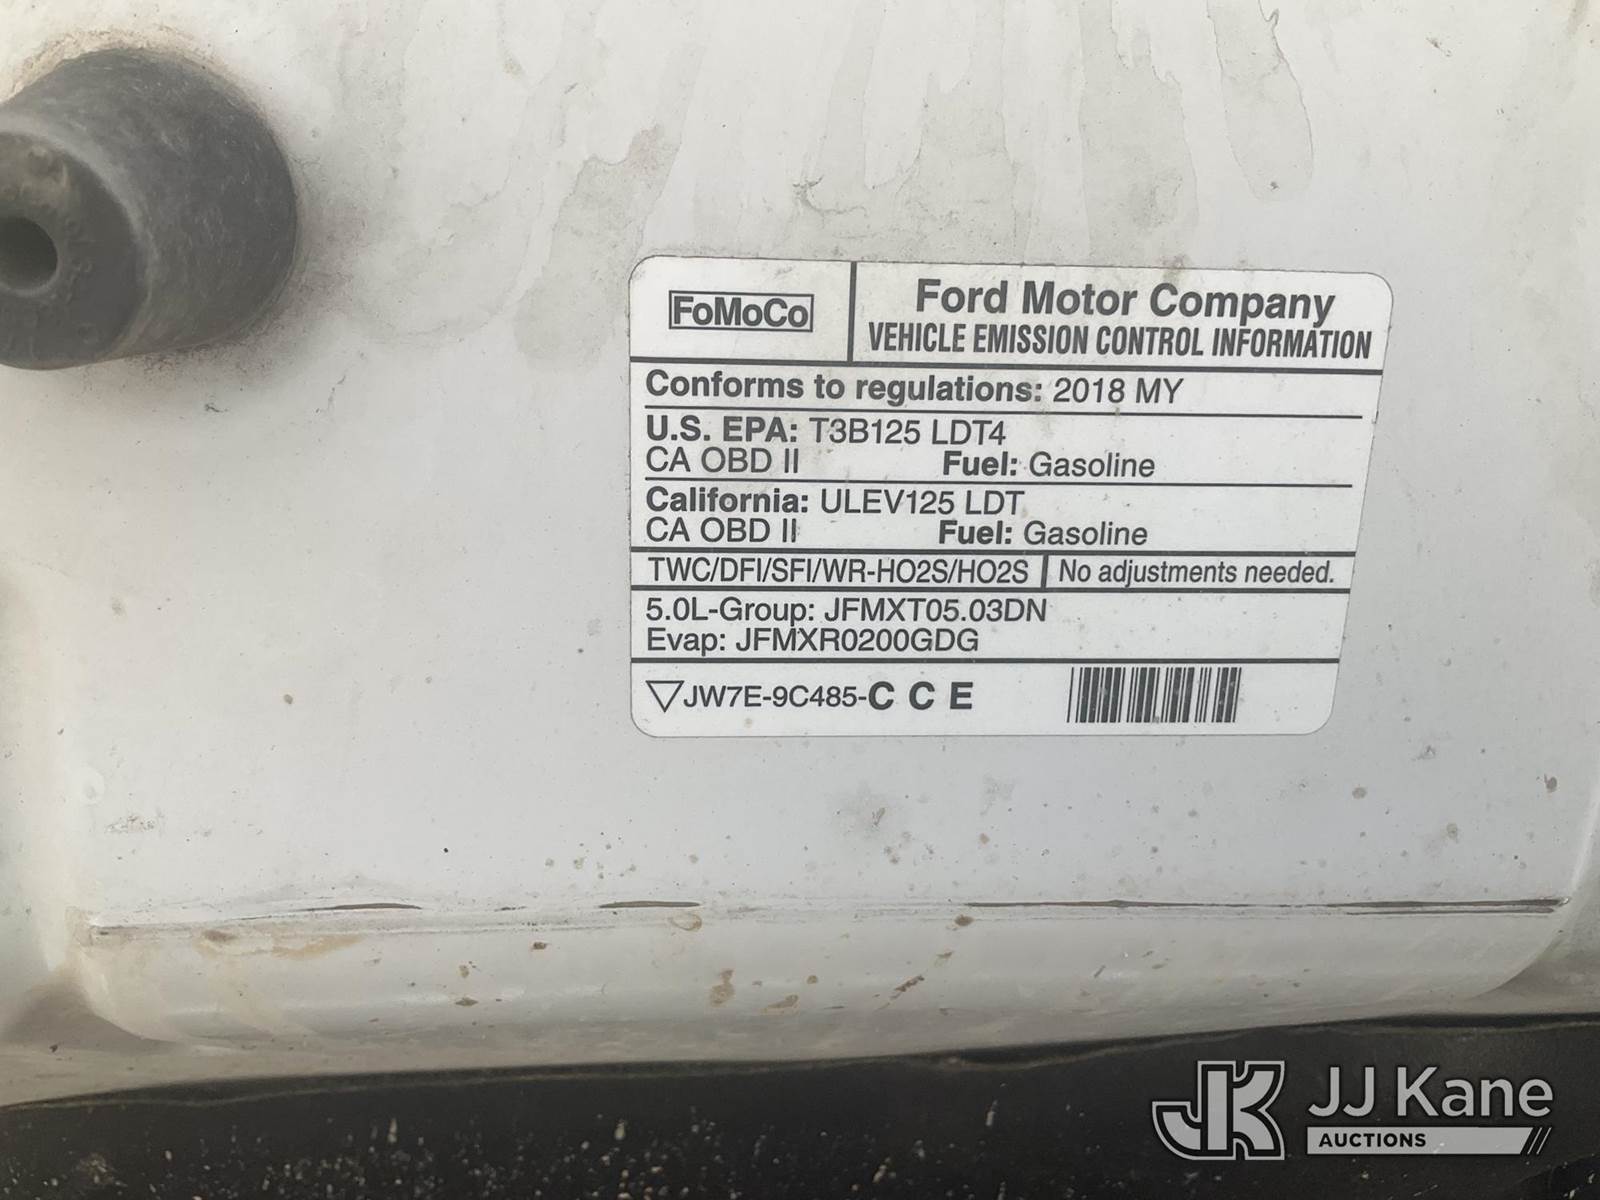 FoMoCo
Ford Motor Company
VEHICLE EMISSION CONTROL INFORMATION
Conforms to regulations: 2018 MY
U.S. EPA: T3B125 LDT4
CA OBD II Fuel: Gasoline
California: ULEV125 LDT
CA OBD II Fuel: Gasoline
TWC/DFI/SFI/WR-HO2S/HO2S No adjustments needed.
5.0L-Group: JFMXT05.03DN
Evap: JFMXR0200GDG
JW7E-9C485-C C E
JK JJ Kane
AUCTIONS